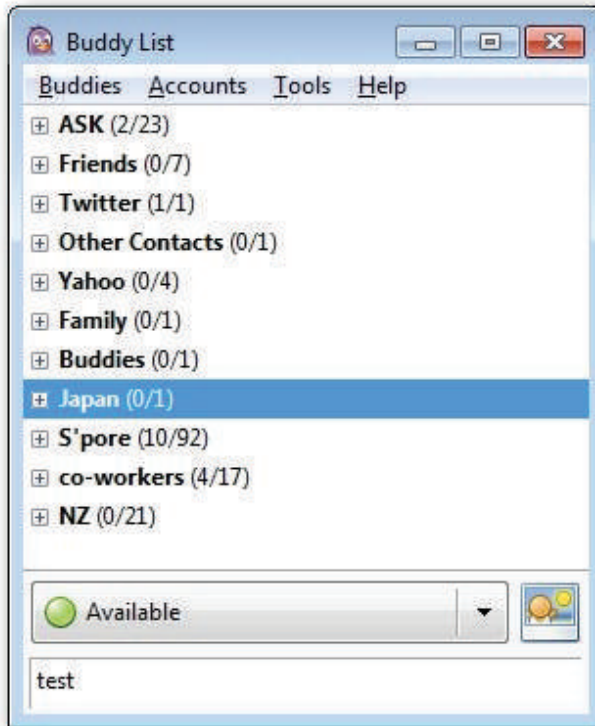 Buddy List
Buddies Accounts Tools Help
ASK (2/23)
Friends (0/7)
Twitter (1/1)
Other Contacts (0/1)
Yahoo (0/4)
Family (0/1)
Buddies (0/1)
Japan (0/1)
S'pore (10/92)
co-workers (4/17)
NZ (0/21)
Available
test